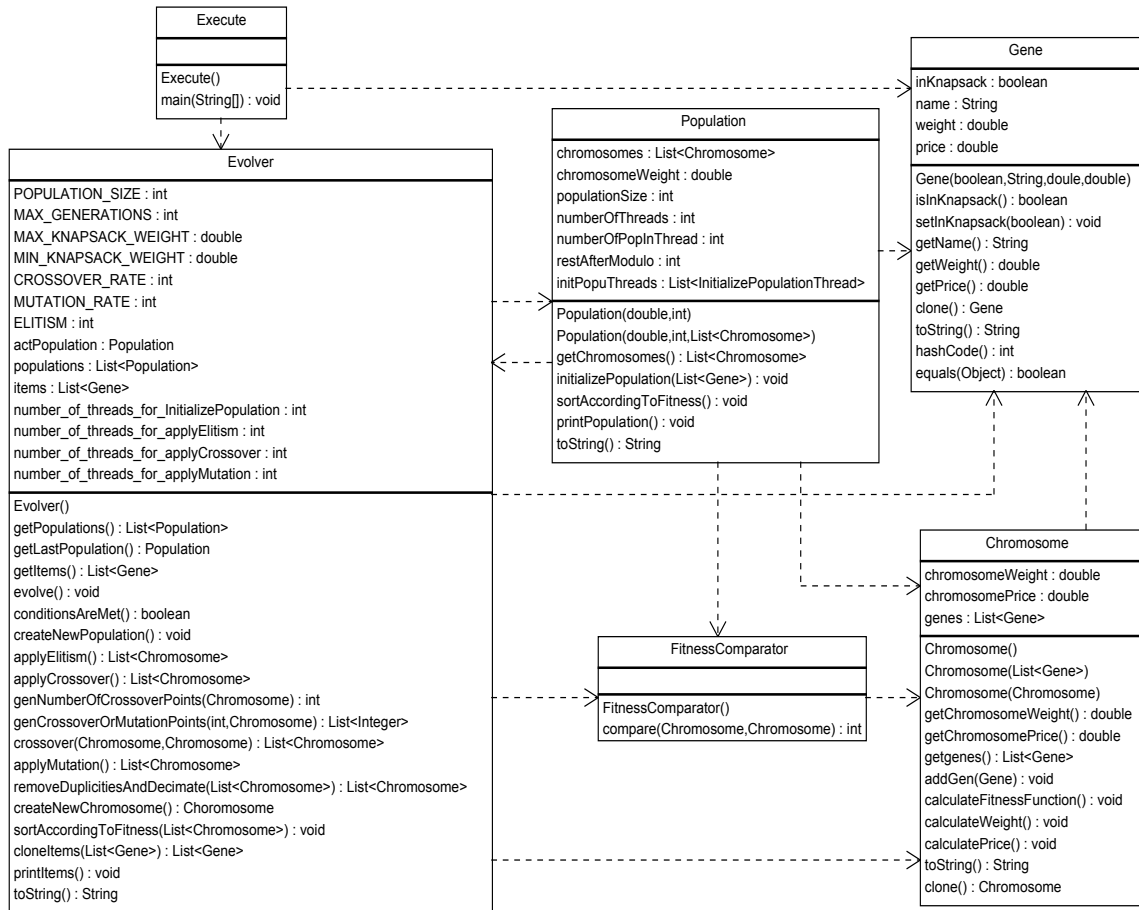 Execute
Execute()
main(String[]) : void
Evolver
POPULATION_SIZE : int
MAX_GENERATIONS : int
MAX_KNAPSACK_WEIGHT : double
MIN_KNAPSACK_WEIGHT : double
CROSSOVER_RATE : int
MUTATION_RATE : int
ELITISM : int
actPopulation : Population
populations : List<Population>
items : List<Gene>
number_of_threads_for_InitializePopulation : int
number_of_threads_for_applyElitism : int
number_of_threads_for_applyCrossover : int
number_of_threads_for_applyMutation : int
Evolver()
getPopulations() : List<Population>
getLastPopulation() : Population
getItems() : List<Gene>
evolve() : void
conditionsAreMet() : boolean
createNewPopulation() : void
applyElitism() : List<Chromosome>
applyCrossover() : List<Chromosome>
genNumberOfCrossoverPoints(Chromosome) : int
genCrossoverOrMutationPoints(int,Chromosome) : List<Integer>
crossover(Chromosome,Chromosome) : List<Chromosome>
applyMutation() : List<Chromosome>
removeDuplicitiesAndDecimate(List<Chromosome>) : List<Chromosome>
createNewChromosome() : Choromosome
sortAccordingToFitness(List<Chromosome>) : void
cloneItems(List<Gene>) : List<Gene>
printItems() : void
toString() : String
Population
chromosomes : List<Chromosome>
chromosomeWeight : double
populationSize : int
numberOfThreads : int
numberOfPopInThread : int
restAfterModulo : int
initPopuThreads : List<InitializePopulationThread>
Population(double,int)
Population(double,int,List<Chromosome>)
getChromosomes() : List<Chromosome>
initializePopulation(List<Gene>) : void
sortAccordingToFitness() : void
printPopulation() : void
toString() : String
FitnessComparator
FitnessComparator()
compare(Chromosome,Chromosome) : int
Gene
inKnapsack : boolean
name : String
weight : double
price : double
Gene(boolean,String,doule,double)
isInKnapsack() : boolean
setInKnapsack(boolean) : void
getName() : String
getWeight() : double
getPrice() : double
clone() : Gene
toString() : String
hashCode() : int
equals(Object) : boolean
Chromosome
chromosomeWeight : double
chromosomePrice : double
genes : List<Gene>
Chromosome()
Chromosome(List<Gene>)
Chromosome(Chromosome)
getChromosomeWeight() : double
getChromosomePrice() : double
getgenes() : List<Gene>
addGen(Gene) : void
calculateFitnessFunction() : void
calculateWeight() : void
calculatePrice() : void
toString() : String
clone() : Chromosome